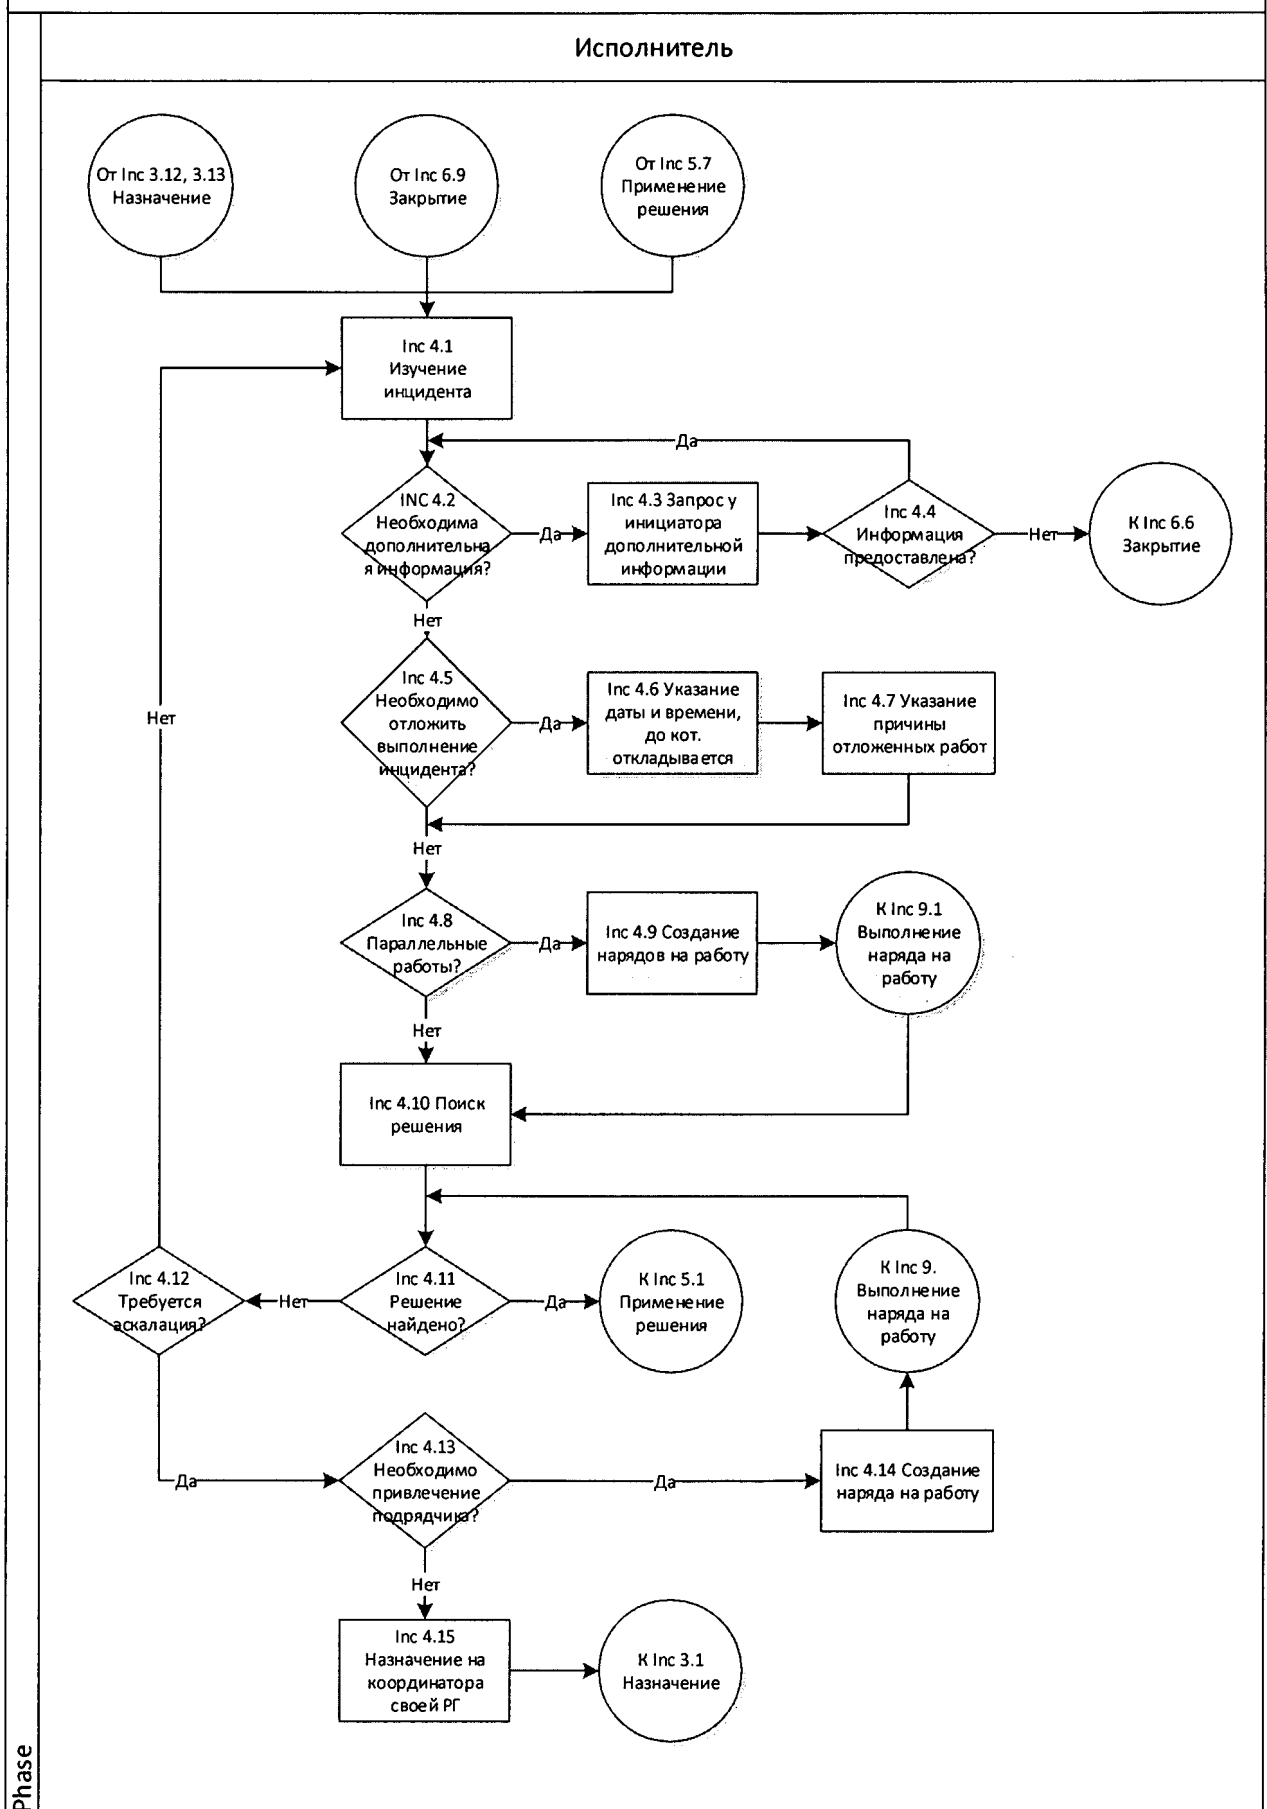 Исполнитель
От Inc 3.12, 3.13
Назначение
От Inc 6.9
Закрытие
От Inc 5.7
Применение
решения
Inc 4.1
Изучение
инцидента
Да
INC 4.2
Необходима
дополнительна
я информация?
Да
Inc 4.3 Запрос у
инициатора
дополнительной
информации
Inc 4.4
Информация
предоставлена?
Нет
К Inc 6.6
Закрытие
Нет
Inc 4.5
Необходимо
отложить
выполнение
инцидента?
Да
Inc 4.6 Указание
даты и времени,
до кот.
откладывается
Inc 4.7 Указание
причины
отложенных работ
Нет
Нет
Inc 4.8
Параллельные
работы?
Да
Inc 4.9 Создание
нарядов на работу
К Inc 9.1
Выполнение
наряда на
работу
Нет
Inc 4.10 Поиск
решения
Inc 4.12
Требуется
аскалация?
Нет
Inc 4.11
Решение
найдено?
Да
К Inc 5.1
Применение
решения
К Inc 9.
Выполнение
наряда на
работу
Да
Inc 4.13
Необходимо
привлечение
подрядчика?
Да
Inc 4.14 Создание
наряда на работу
Нет
Inc 4.15
Назначение на
координатора
своей РГ
К Inc 3.1
Назначение
Phase